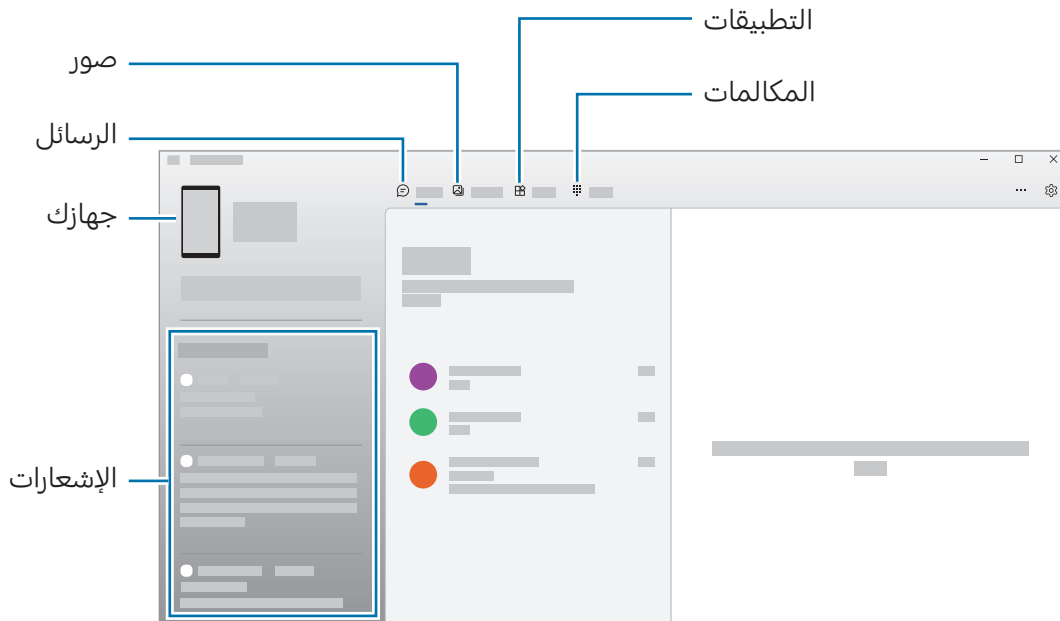 التطبيقات
صور
المكالمات
الرسائل
جهازك
الإشعارات